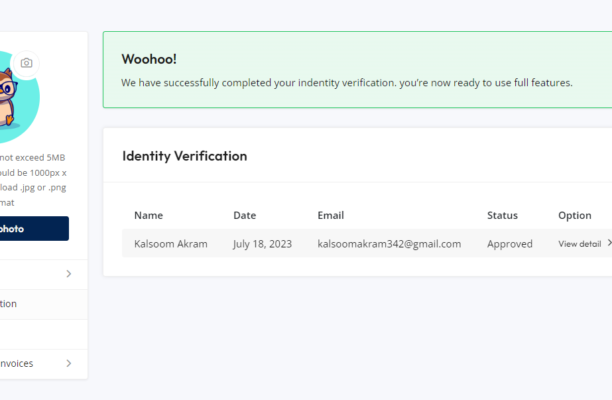 Woohoo!
We have successfully completed your indentity verification. you're now ready to use full features.
not exceed 5MB
ould be 1000px x
load .jpg or .png
mat
photo
tion
nvoices
Identity Verification
Name Date Email Status Option
Kalsoom Akram July 18, 2023 kalsoomakram342@gmail.com Approved View detail